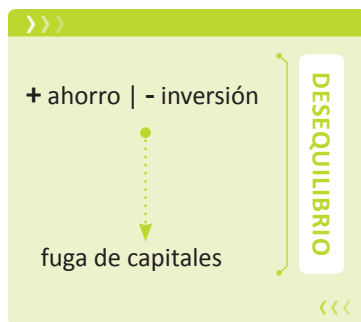 + ahorro | - inversión
fuga de capitales
DESEQUILIBRIO